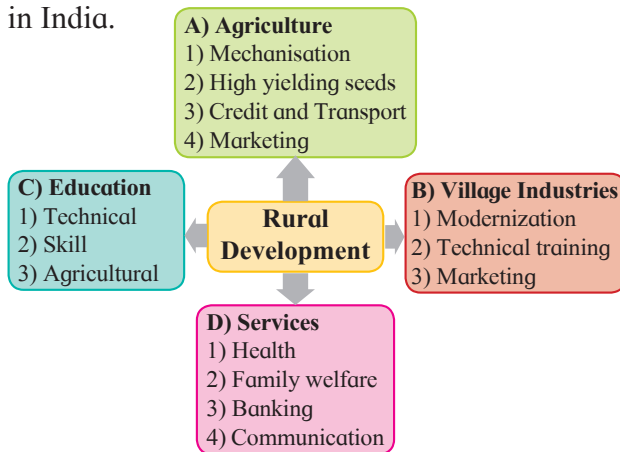 in India.
A) Agriculture
1) Mechanisation
2) High yielding seeds
3) Credit and Transport
4) Marketing
C) Education
1) Technical
2) Skill
3) Agricultural
Rural
Development
B) Village Industries
1) Modernization
2) Technical training
3) Marketing
D) Services
1) Health
2) Family welfare
3) Banking
4) Communication